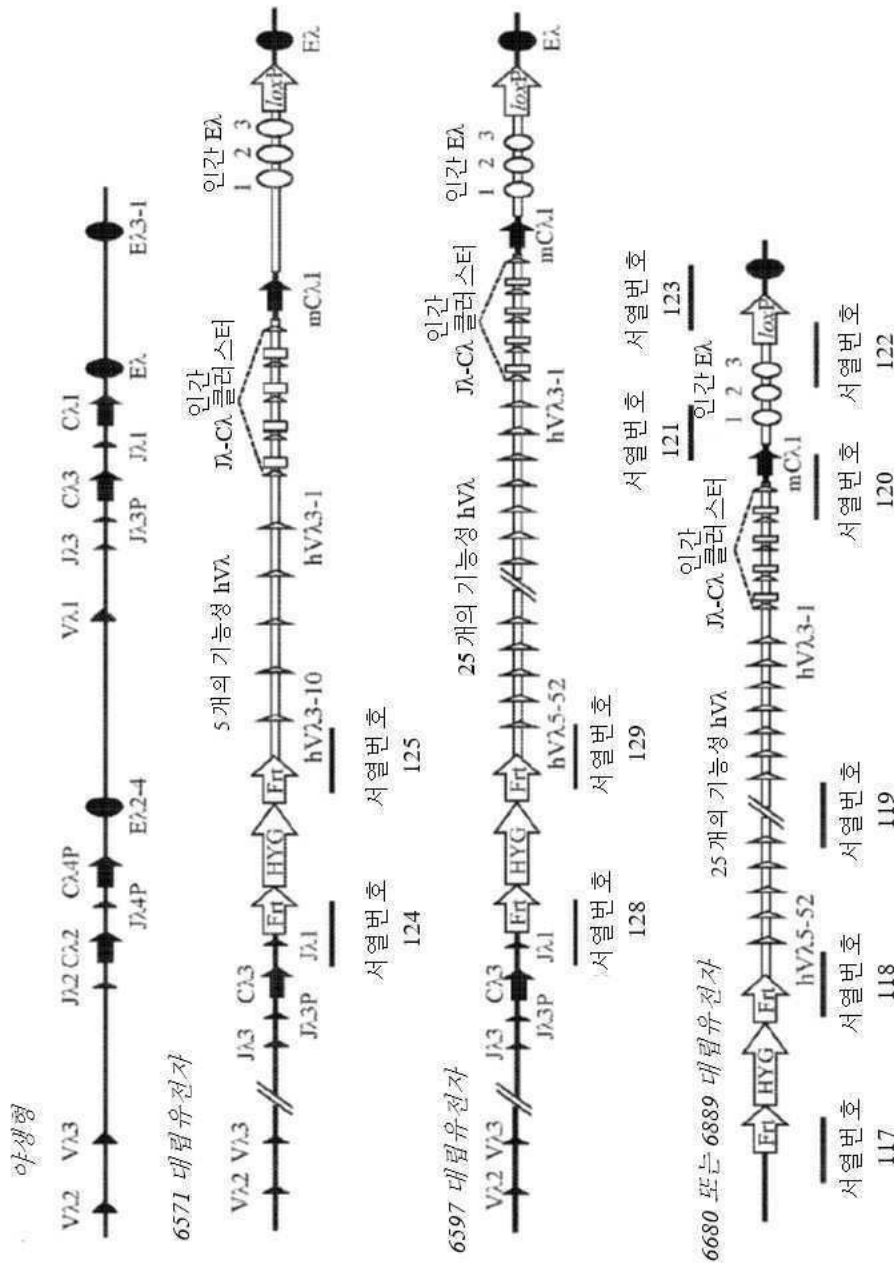 야생형
Vλ2 Vλ3 Jλ2 Cλ2 Cλ4P Vλ1 Jλ3 Cλ3 Cλ1
Jλ4P Eλ2-4 Jλ3P Jλ1 Eλ Eλ3-1
6571 대립유전자
인간
Jλ-Cλ 클러스터
인간 Eλ
5개의 기능성 hVλ
1 2 3
Vλ2 Vλ3 Jλ3 Cλ3
Frt HYG Frt loxP
Jλ3P Jλ1 hVλ3-10 hVλ3-1 mCλ1 Eλ
서열번호
124
서열번호
125
6597 대립유전자
인간
Jλ-Cλ 클러스터
인간 Eλ
25개의 기능성 hVλ
1 2 3
Vλ2 Vλ3 Jλ3 Cλ3
Frt HYG Frt loxP
Jλ3P Jλ1 hVλ5-52 hVλ3-1 mCλ1 Eλ
서열번호
128
서열번호
129
6680 또는 6889 대립유전자
서열번호
121
서열번호
123
인간
Jλ-Cλ 클러스터
인간 Eλ
25개의 기능성 hVλ
1 2 3
Frt HYG Frt loxP
hVλ5-52 hVλ3-1 mCλ1
서열번호
117
서열번호
118
서열번호
119
서열번호
120
서열번호
122